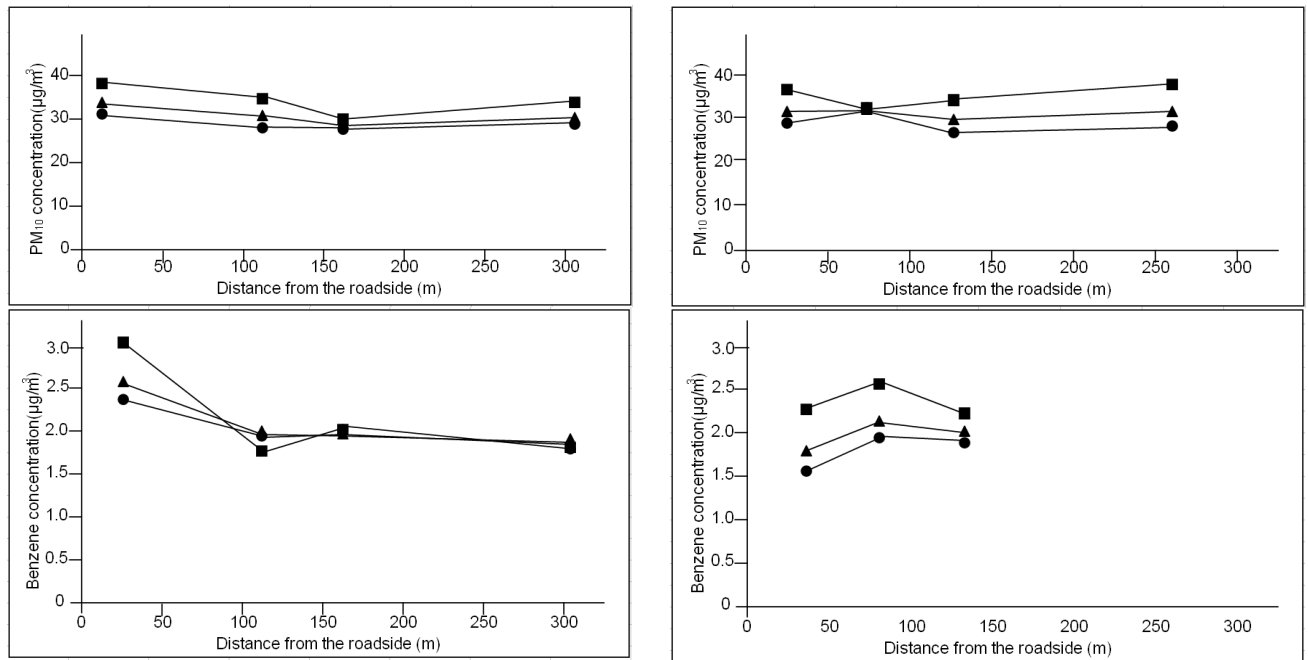 PM10 concentration(µg/m³)
40
30
20
10
0
0 50 100 150 200 250 300
Distance from the roadside (m)
PM10 concentration(µg/m³)
40
30
20
10
0
0 50 100 150 200 250 300
Distance from the roadside (m)
Benzene concentration(µg/m³)
3.0
2.5
2.0
1.5
1.0
0.5
0
0 50 100 150 200 250 300
Distance from the roadside (m)
Benzene concentration(µg/m³)
3.0
2.5
2.0
1.5
1.0
0.5
0
50 100 150 200 250 300
Distance from the roadside (m)